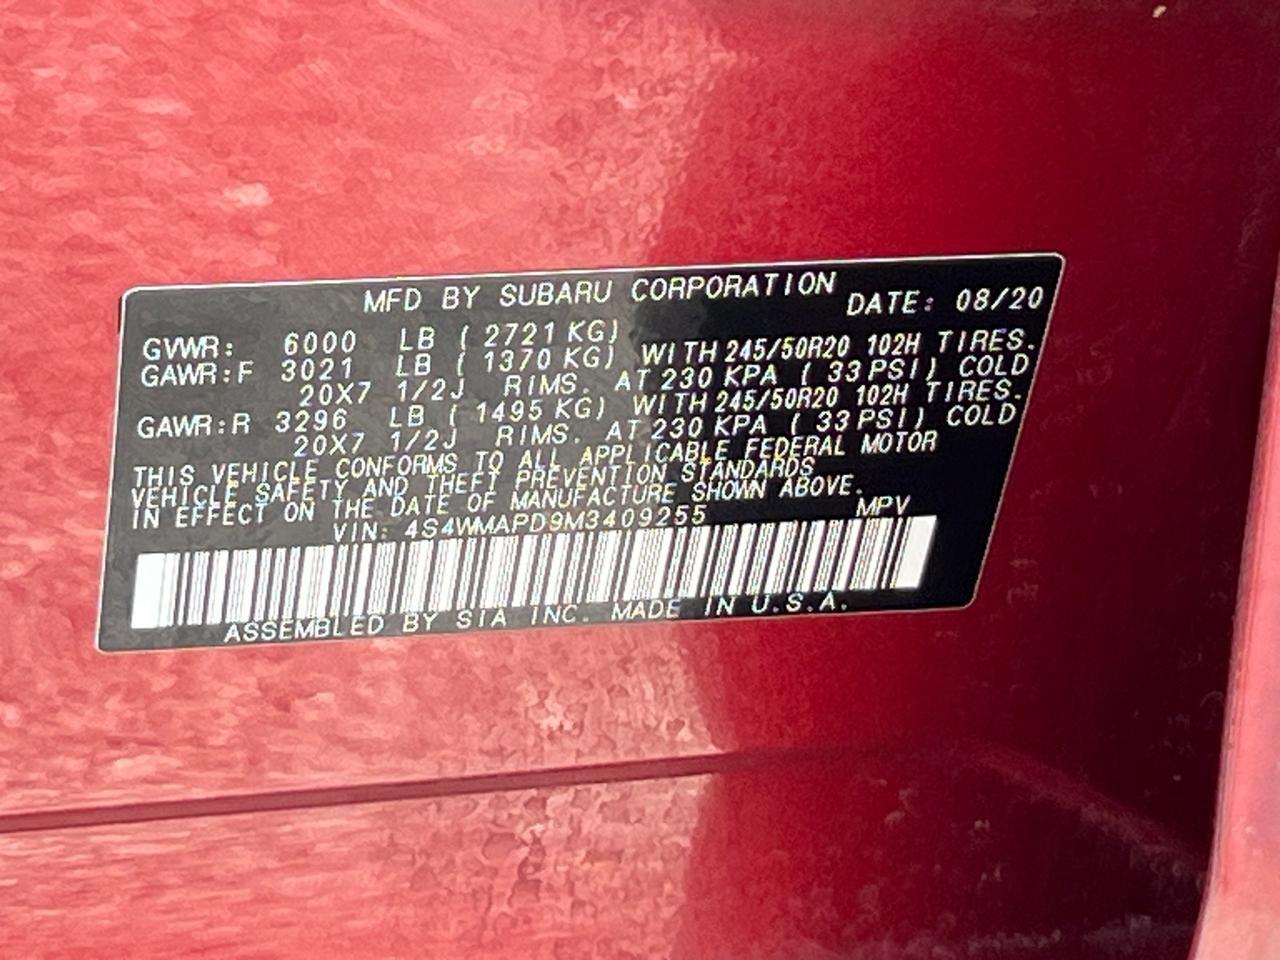 MFD BY SUBARU CORPORATION DATE: 08/20
GVWR: 6000 LB ( 2721 KG)
GAWR:F 3021 LB ( 1370 KG) WITH 245/50R20 102H TIRES.
20X7 1/2J RIMS. AT 230 KPA ( 33 PSI) COLD
GAWR:R 3296 LB ( 1495 KG) WITH 245/50R20 102H TIRES.
20X7 1/2J RIMS. AT 230 KPA ( 33 PSI) COLD
THIS VEHICLE CONFORMS TO ALL APPLICABLE FEDERAL MOTOR
VEHICLE SAFETY AND THEFT PREVENTION STANDARDS
IN EFFECT ON THE DATE OF MANUFACTURE SHOWN ABOVE.
VIN: 4S4WMAPD9M3409255 MPV
ASSEMBLED BY SIA INC. MADE IN U.S.A.